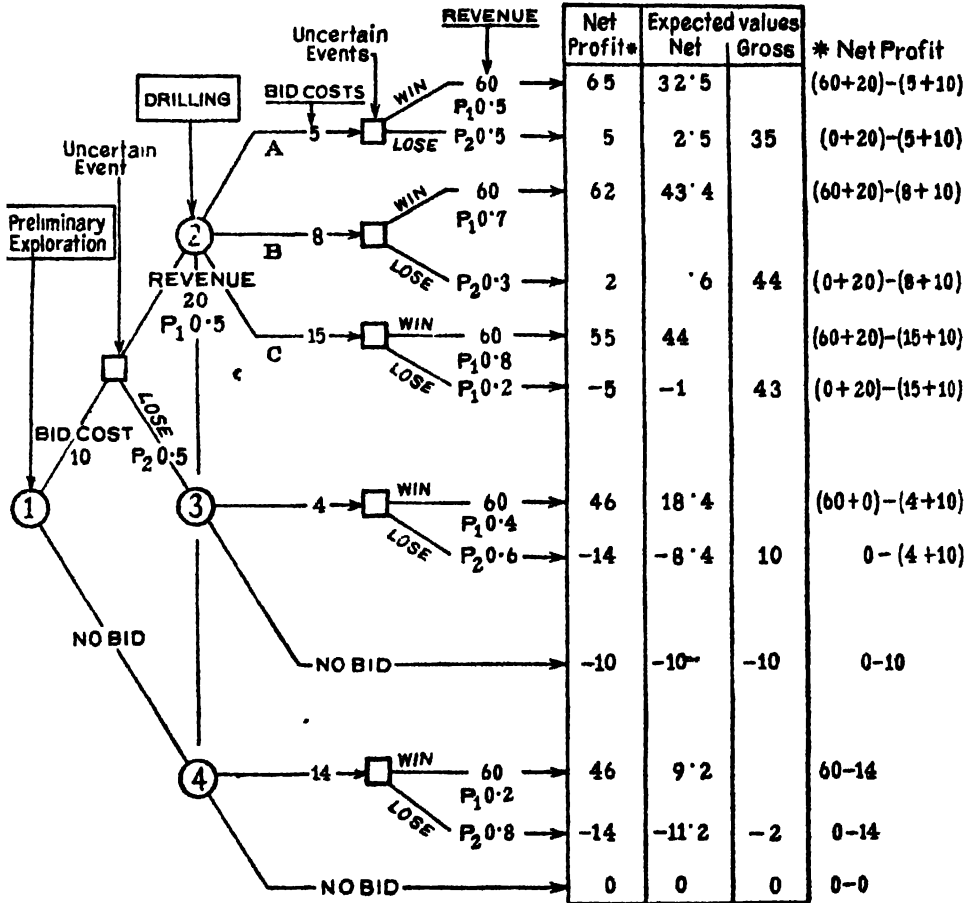 REVENUE
Net Profit*
Expected values
Net
Gross
* Net Profit
Uncertain Events
DRILLING
BID COSTS
Uncertain Event
Preliminary Exploration
WIN 60 65 32·5 (60+20)-(5+10)
P1 0·5
A 5
LOSE P2 0·5 5 2·5 35 (0+20)-(5+10)
WIN 60 62 43·4 (60+20)-(8+10)
P1 0·7
2
B 8
LOSE P2 0·3 2 ·6 44 (0+20)-(8+10)
REVENUE
20
P1 0·5
C 15
WIN 60 55 44 (60+20)-(15+10)
P1 0·8
LOSE P1 0·2 -5 -1 43 (0+20)-(15+10)
BID COST
10
LOSE
P2 0·5
1
3
4 WIN 60 46 18·4 (60+0)-(4+10)
P1 0·4
LOSE P2 0·6 -14 -8·4 10 0-(4+10)
NO BID
NO BID -10 -10 -10 0-10
4
14 WIN 60 46 9·2 60-14
P1 0·2
LOSE P2 0·8 -14 -11·2 -2 0-14
NO BID 0 0 0 0-0